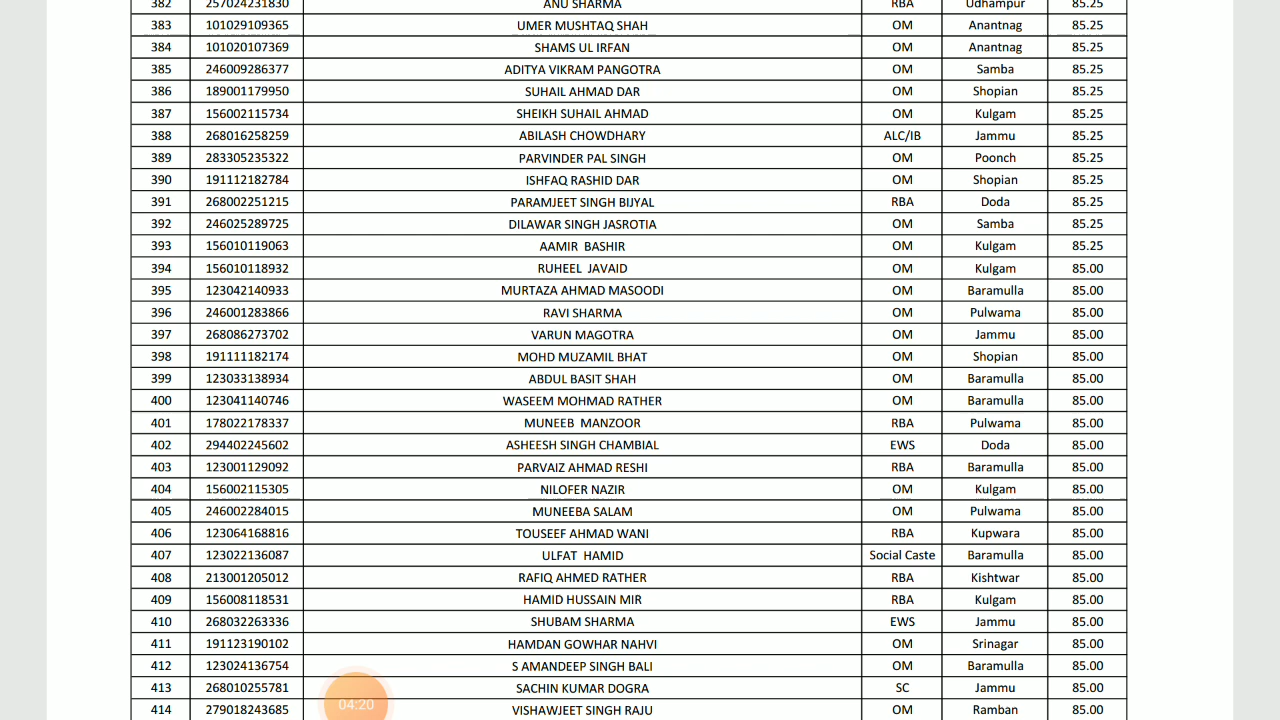 382 257024231830 ANU SHARMA RBA Udhampur 85.25
383 101029109365 UMER MUSHTAQ SHAH OM Anantnag 85.25
384 101020107369 SHAMS UL IRFAN OM Anantnag 85.25
385 246009286377 ADITYA VIKRAM PANGOTRA OM Samba 85.25
386 189001179950 SUHAIL AHMAD DAR OM Shopian 85.25
387 156002115734 SHEIKH SUHAIL AHMAD OM Kulgam 85.25
388 268016258259 ABILASH CHOWDHARY ALC/IB Jammu 85.25
389 283305235322 PARVINDER PAL SINGH OM Poonch 85.25
390 191112182784 ISHFAQ RASHID DAR OM Shopian 85.25
391 268002251215 PARAMJEET SINGH BIJYAL RBA Doda 85.25
392 246025289725 DILAWAR SINGH JASROTIA OM Samba 85.25
393 156010119063 AAMIR BASHIR OM Kulgam 85.25
394 156010118932 RUHEEL JAVAID OM Kulgam 85.00
395 123042140933 MURTAZA AHMAD MASOODI OM Baramulla 85.00
396 246001283866 RAVI SHARMA OM Pulwama 85.00
397 268086273702 VARUN MAGOTRA OM Jammu 85.00
398 191111182174 MOHD MUZAMIL BHAT OM Shopian 85.00
399 123033138934 ABDUL BASIT SHAH OM Baramulla 85.00
400 123041140746 WASEEM MOHMAD RATHER OM Baramulla 85.00
401 178022178337 MUNEEB MANZOOR RBA Pulwama 85.00
402 294402245602 ASHEESH SINGH CHAMBIAL EWS Doda 85.00
403 123001129092 PARVAIZ AHMAD RESHI RBA Baramulla 85.00
404 156002115305 NILOFER NAZIR OM Kulgam 85.00
405 246002284015 MUNEEBA SALAM OM Pulwama 85.00
406 123064168816 TOUSEEF AHMAD WANI RBA Kupwara 85.00
407 123022136087 ULFAT HAMID Social Caste Baramulla 85.00
408 213001205012 RAFIQ AHMED RATHER RBA Kishtwar 85.00
409 156008118531 HAMID HUSSAIN MIR RBA Kulgam 85.00
410 268032263336 SHUBAM SHARMA EWS Jammu 85.00
411 191123190102 HAMDAN GOWHAR NAHVI OM Srinagar 85.00
412 123024136754 S AMANDEEP SINGH BALI OM Baramulla 85.00
413 268010255781 SACHIN KUMAR DOGRA SC Jammu 85.00
04:20
414 279018243685 VISHAWJEET SINGH RAJU OM Ramban 85.00